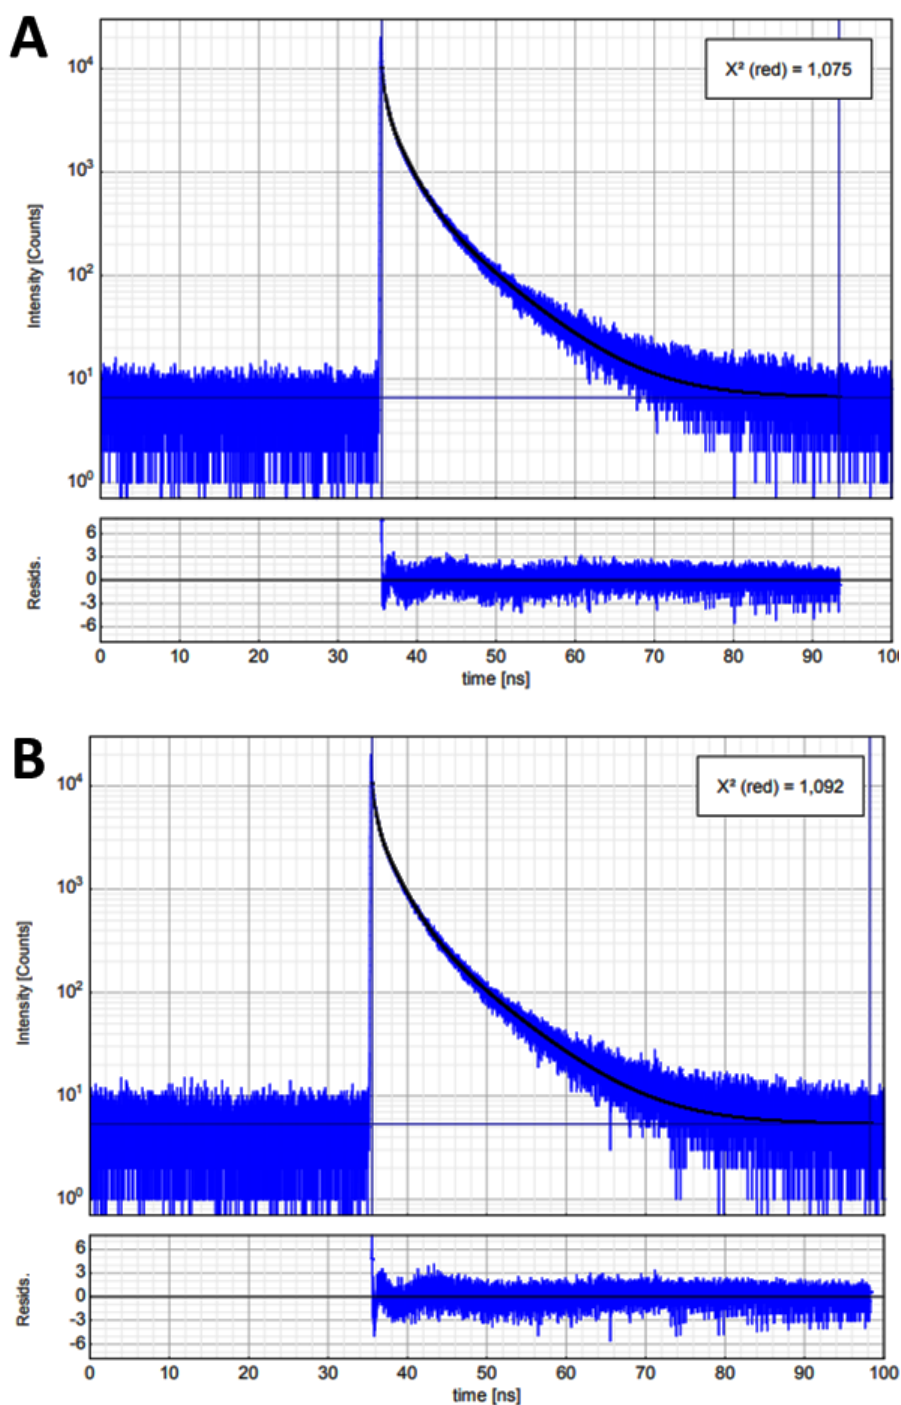 A
X² (red) = 1,075
Intensity [Counts]
10⁴
10³
10²
10¹
10⁰
Resids.
6
3
0
-3
-6
0 10 20 30 40 50 60 70 80 90 100
time [ns]
B
X² (red) = 1,092
Intensity [Counts]
10⁴
10³
10²
10¹
10⁰
Resids.
6
3
0
-3
-6
0 10 20 30 40 50 60 70 80 90 100
time [ns]